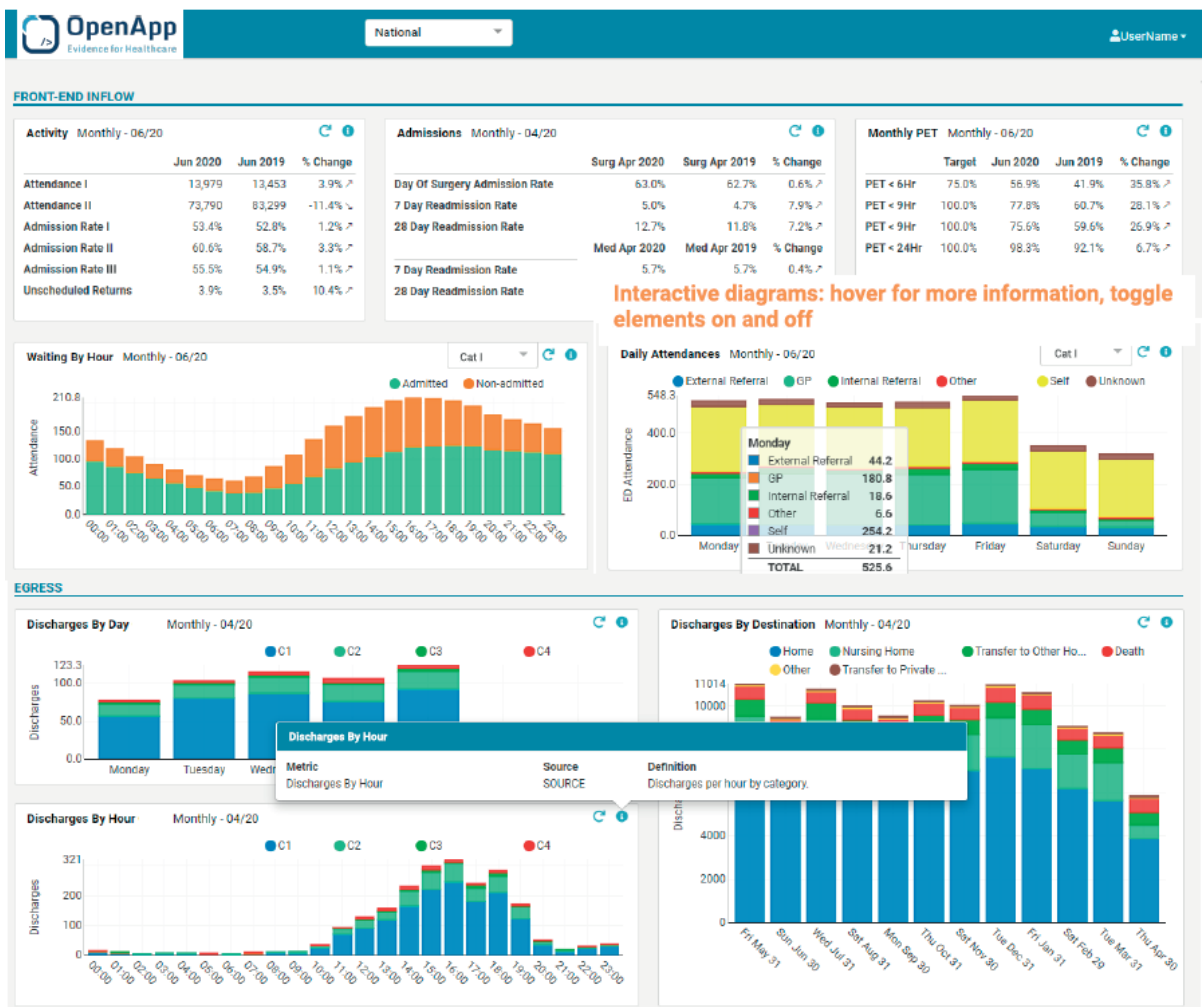 OpenApp
Evidence for Healthcare
National
UserName
FRONT-END INFLOW
Activity Monthly - 06/20
Jun 2020 Jun 2019 % Change
Attendance I 13,979 13,453 3.9% ↗
Attendance II 73,790 83,299 -11.4% ↘
Admission Rate I 53.4% 52.8% 1.2% ↗
Admission Rate II 60.6% 58.7% 3.3% ↗
Admission Rate III 55.5% 54.9% 1.1% ↗
Unscheduled Returns 3.9% 3.5% 10.4% ↗
Admissions Monthly - 04/20
Surg Apr 2020 Surg Apr 2019 % Change
Day Of Surgery Admission Rate 63.0% 62.7% 0.6% ↗
7 Day Readmission Rate 5.0% 4.7% 7.9% ↗
28 Day Readmission Rate 12.7% 11.8% 7.2% ↗
Med Apr 2020 Med Apr 2019 % Change
7 Day Readmission Rate 5.7% 5.7% 0.4% ↗
28 Day Readmission Rate
Monthly PET Monthly - 06/20
Target Jun 2020 Jun 2019 % Change
PET < 6Hr 75.0% 56.9% 41.9% 35.8% ↗
PET < 9Hr 100.0% 77.8% 60.7% 28.1% ↗
PET < 9Hr 100.0% 75.6% 59.6% 26.9% ↗
PET < 24Hr 100.0% 98.3% 92.1% 6.7% ↗
Interactive diagrams: hover for more information, toggle
elements on and off
Waiting By Hour Monthly - 06/20
Cat I
Admitted Non-admitted
210.8
150.0
100.0
50.0
0.0
Attendance
00:00 01:00 02:00 03:00 04:00 05:00 06:00 07:00 08:00 09:00 10:00 11:00 12:00 13:00 14:00 15:00 16:00 17:00 18:00 19:00 20:00 21:00 22:00 23:00
Daily Attendances Monthly - 06/20
Cat I
External Referral GP Internal Referral Other Self Unknown
548.3
400.0
200.0
0.0
ED Attendance
Monday
External Referral 44.2
GP 180.8
Internal Referral 18.6
Other 6.6
Self 254.2
Unknown 21.2
TOTAL 525.6
Monday Wednesday Thursday Friday Saturday Sunday
EGRESS
Discharges By Day Monthly - 04/20
C1 C2 C3 C4
123.3
100.0
50.0
0.0
Discharges
Monday Tuesday Wedn
Discharges By Hour
Metric Source Definition
Discharges By Hour SOURCE Discharges per hour by category.
Discharges By Hour Monthly - 04/20
C1 C2 C3 C4
321
200
100
0
Discharges
00:00 01:00 02:00 03:00 04:00 05:00 06:00 07:00 08:00 09:00 10:00 11:00 12:00 13:00 14:00 15:00 16:00 17:00 18:00 19:00 20:00 21:00 22:00 23:00
Discharges By Destination Monthly - 04/20
Home Nursing Home Transfer to Other Ho... Death
Other Transfer to Private ...
11014
10000
4000
2000
0
Discha
Fri May 31 Sun Jun 30 Wed Jul 31 Sat Aug 31 Mon Sep 30 Thu Oct 31 Sat Nov 30 Tue Dec 31 Fri Jan 31 Sat Feb 29 Tue Mar 31 Thu Apr 30